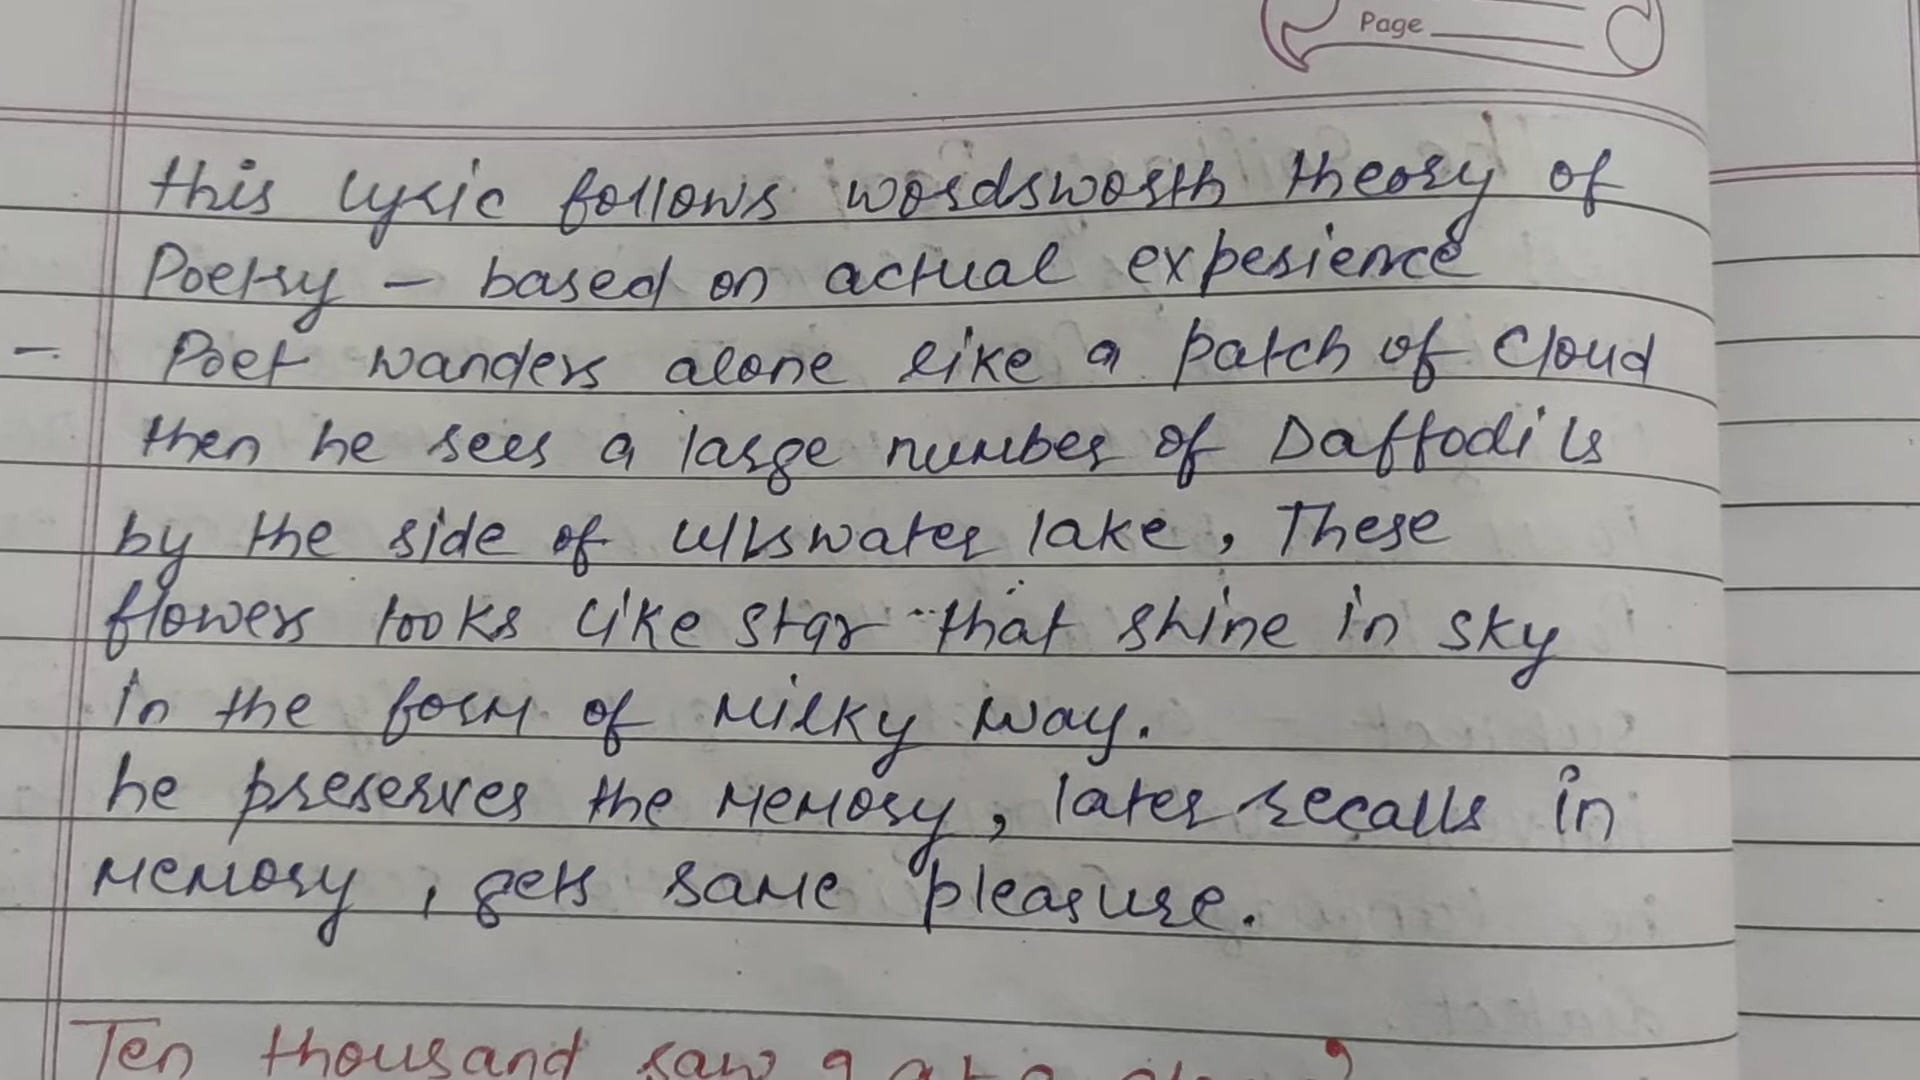 Page
this lyric follows wordsworth theory of
Poetry - based on actual experience
- Poet wanders alone like a patch of Cloud
then he sees a large number of Daffodils
by the side of ullswater lake, These
flowers looks like star that shine in sky
in the form of Milky way.
he preserves the memory, later recalls in
memory, gets same pleasure.
Ten thousand saw I at a